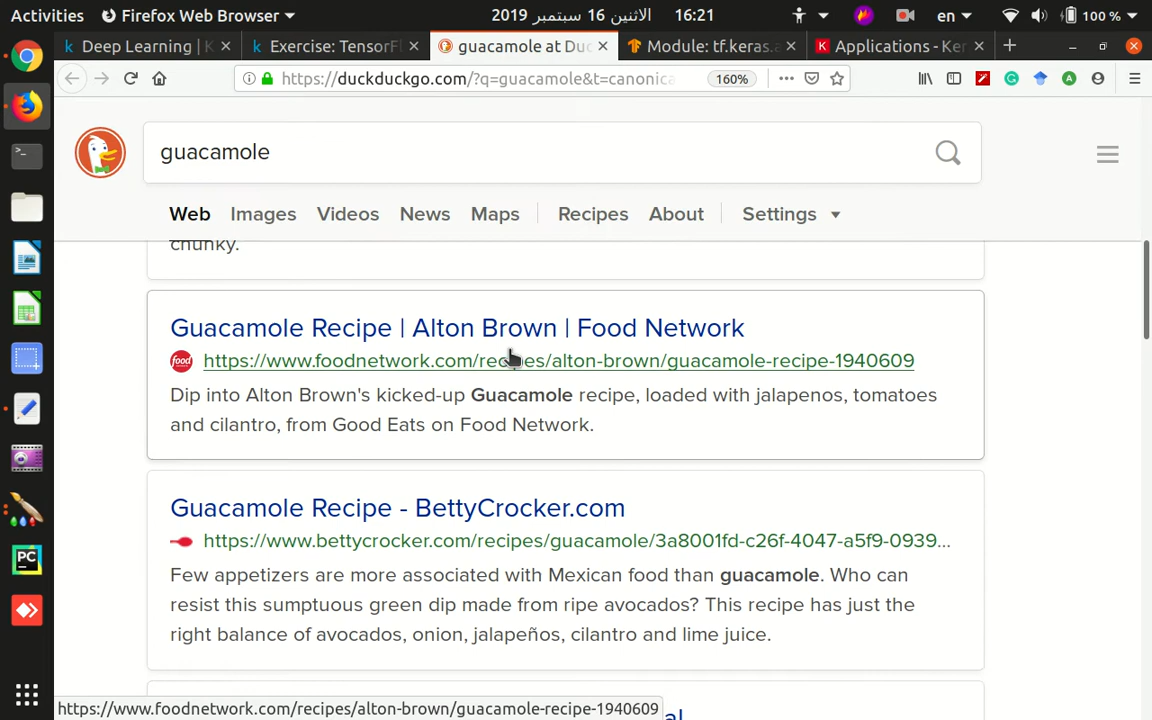 Activities Firefox Web Browser 2019 الاثنين 16 سبتمبر 16:21 en 100 %
Deep Learning | K Exercise: TensorFl guacamole at Duc Module: tf.keras.a Applications - Ker
https://duckduckgo.com/?q=guacamole&t=canonica 160%
guacamole
Web Images Videos News Maps Recipes About Settings
chunky.
Guacamole Recipe | Alton Brown | Food Network
food
https://www.foodnetwork.com/recipes/alton-brown/guacamole-recipe-1940609
Dip into Alton Brown's kicked-up Guacamole recipe, loaded with jalapenos, tomatoes
and cilantro, from Good Eats on Food Network.
Guacamole Recipe - BettyCrocker.com
https://www.bettycrocker.com/recipes/guacamole/3a8001fd-c26f-4047-a5f9-0939...
Few appetizers are more associated with Mexican food than guacamole. Who can
resist this sumptuous green dip made from ripe avocados? This recipe has just the
right balance of avocados, onion, jalapeños, cilantro and lime juice.
https://www.foodnetwork.com/recipes/alton-brown/guacamole-recipe-1940609